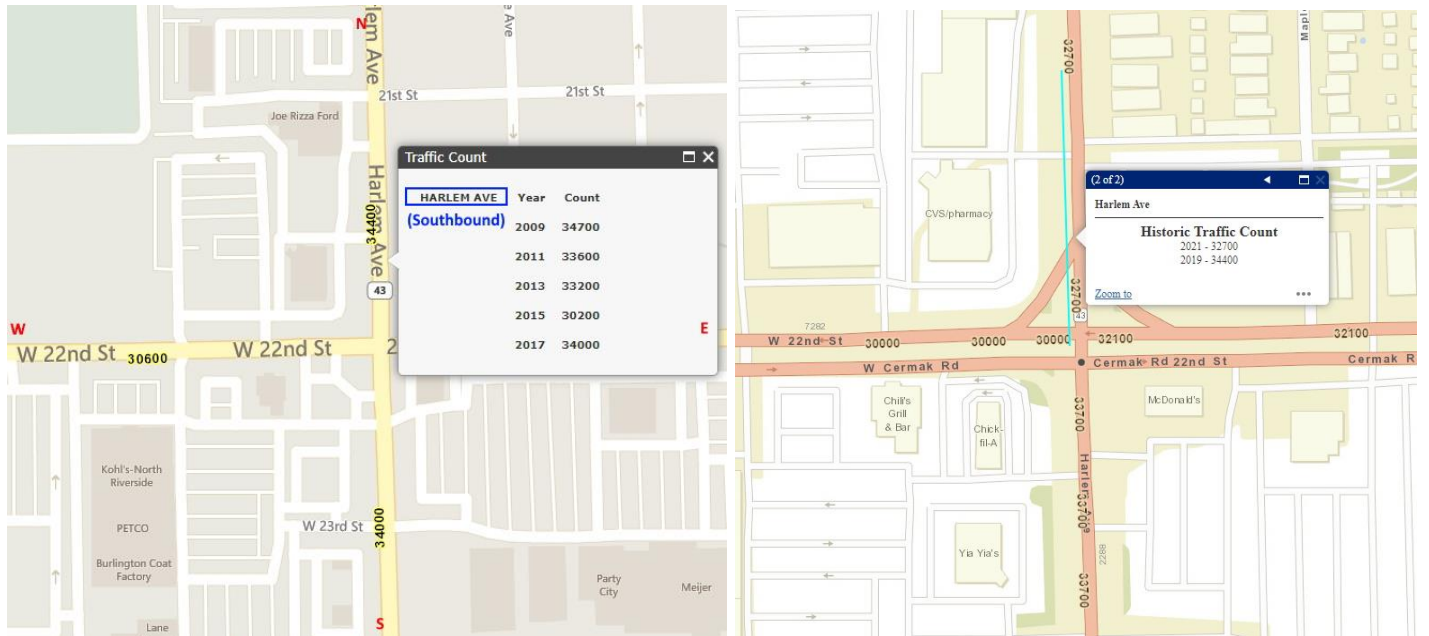 N
Harlem Ave
e Ave
21st St
21st St
Joe Rizza Ford
Harlem Ave
34400
Ave
43
Traffic Count
HARLEM AVE Year Count
(Southbound) 2009 34700
2011 33600
2013 33200
2015 30200
2017 34000
W
E
W 22nd St 30600
W 22nd St
2
Kohl's-North
Riverside
PETCO
Burlington Coat
Factory
W 23rd St
34000
Party
City
Meijer
Lane
S
32700
Maple
CVS/pharmacy
(2 of 2)
Harlem Ave
Historic Traffic Count
2021 - 32700
2019 - 34400
Zoom to
32700
43
7282
W 22nd St 30000 30000 30000 32100 32100
W Cermak Rd
Cermak Rd 22nd St
Cermak R
Chili's
Grill
& Bar
Chick-
fil-A
McDonald's
33700
Harlem Ave
33700
Yia Yia's
2288
33700